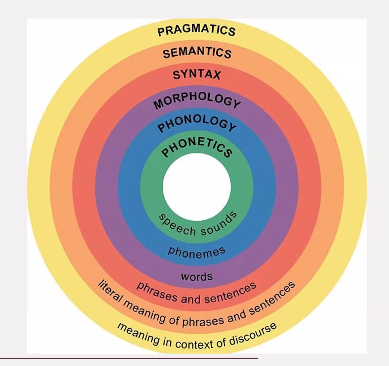 PRAGMATICS
SEMANTICS
SYNTAX
MORPHOLOGY
PHONOLOGY
PHONETICS
speech sounds
phonemes
words
phrases and sentences
literal meaning of phrases and sentences
meaning in context of discourse